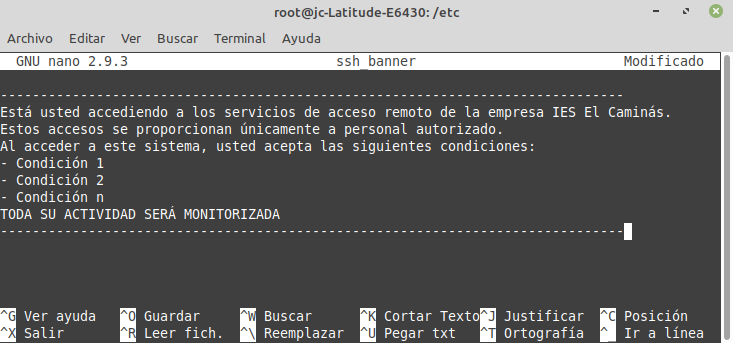 root@jc-Latitude-E6430: /etc
Archivo Editar Ver Buscar Terminal Ayuda
GNU nano 2.9.3 ssh_banner Modificado
------------------------------------------------------------------------------
Está usted accediendo a los servicios de acceso remoto de la empresa IES El Caminás.
Estos accesos se proporcionan únicamente a personal autorizado.
Al acceder a este sistema, usted acepta las siguientes condiciones:
- Condición 1
- Condición 2
- Condición n
TODA SU ACTIVIDAD SERÁ MONITORIZADA
------------------------------------------------------------------------------
^G Ver ayuda ^O Guardar ^W Buscar ^K Cortar Texto ^J Justificar ^C Posición
^X Salir ^R Leer fich. ^\ Reemplazar ^U Pegar txt ^T Ortografía ^_ Ir a línea